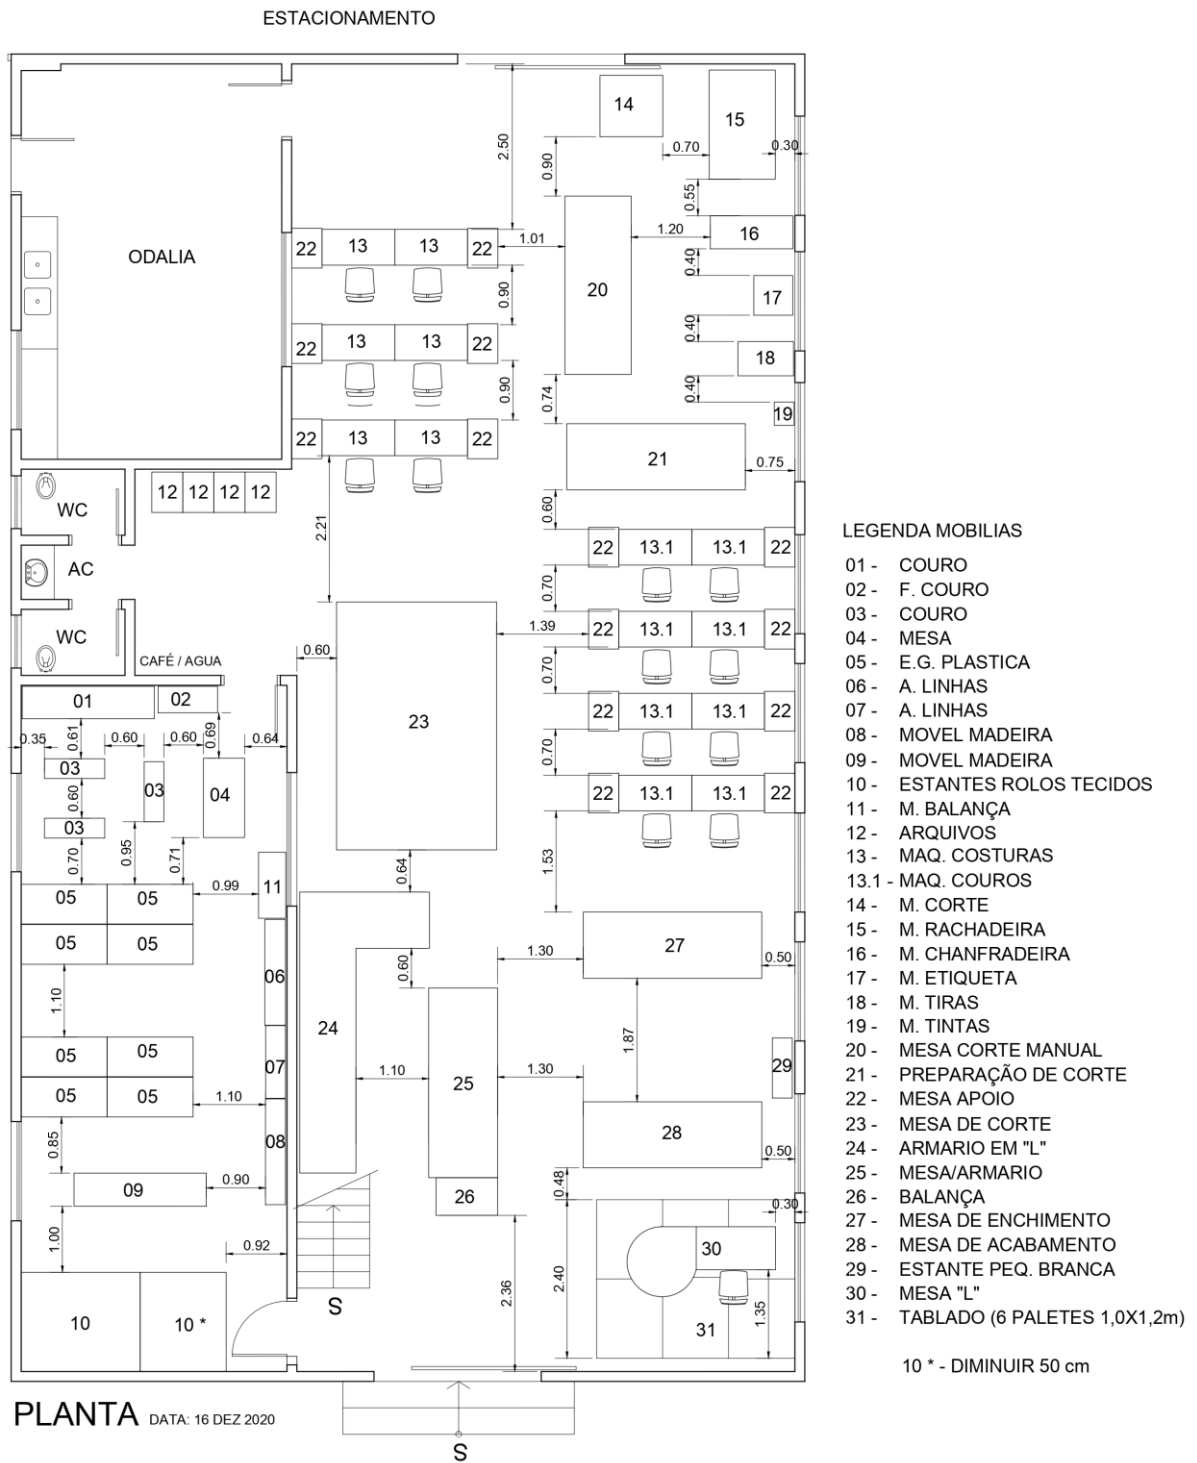 ESTACIONAMENTO
14
15
2.50
0.90
0.70
0.30
0.55
ODALIA
22 13 13 22
1.01
20
1.20
16
0.40
17
0.90
22 13 13 22
0.40
18
0.90
0.74
0.40
19
22 13 13 22
21
0.75
12 12 12 12
WC
2.21
0.60
AC
22 13.1 13.1 22
0.70
WC
CAFÉ / AGUA
0.60
1.39
22 13.1 13.1 22
0.70
01
02
23
22 13.1 13.1 22
0.35
0.61
0.60
0.60
0.69
0.64
03
03
04
0.70
0.60
03
22 13.1 13.1 22
0.70
0.95
0.71
1.53
0.64
05 05
0.99
11
05 05
06
1.30
27
0.50
0.60
1.10
24
1.87
05 05
07
1.10
25
1.30
29
05 05
1.10
08
28
0.50
0.85
0.48
09
0.90
26
0.30
1.00
0.92
30
2.40
2.36
1.35
S
10
10 *
31
PLANTA DATA: 16 DEZ 2020
S
LEGENDA MOBILIAS
01 - COURO
02 - F. COURO
03 - COURO
04 - MESA
05 - E.G. PLASTICA
06 - A. LINHAS
07 - A. LINHAS
08 - MOVEL MADEIRA
09 - MOVEL MADEIRA
10 - ESTANTES ROLOS TECIDOS
11 - M. BALANÇA
12 - ARQUIVOS
13 - MAQ. COSTURAS
13.1 - MAQ. COUROS
14 - M. CORTE
15 - M. RACHADEIRA
16 - M. CHANFRADEIRA
17 - M. ETIQUETA
18 - M. TIRAS
19 - M. TINTAS
20 - MESA CORTE MANUAL
21 - PREPARAÇÃO DE CORTE
22 - MESA APOIO
23 - MESA DE CORTE
24 - ARMARIO EM "L"
25 - MESA/ARMARIO
26 - BALANÇA
27 - MESA DE ENCHIMENTO
28 - MESA DE ACABAMENTO
29 - ESTANTE PEQ. BRANCA
30 - MESA "L"
31 - TABLADO (6 PALETES 1,0X1,2m)
10 * - DIMINUIR 50 cm